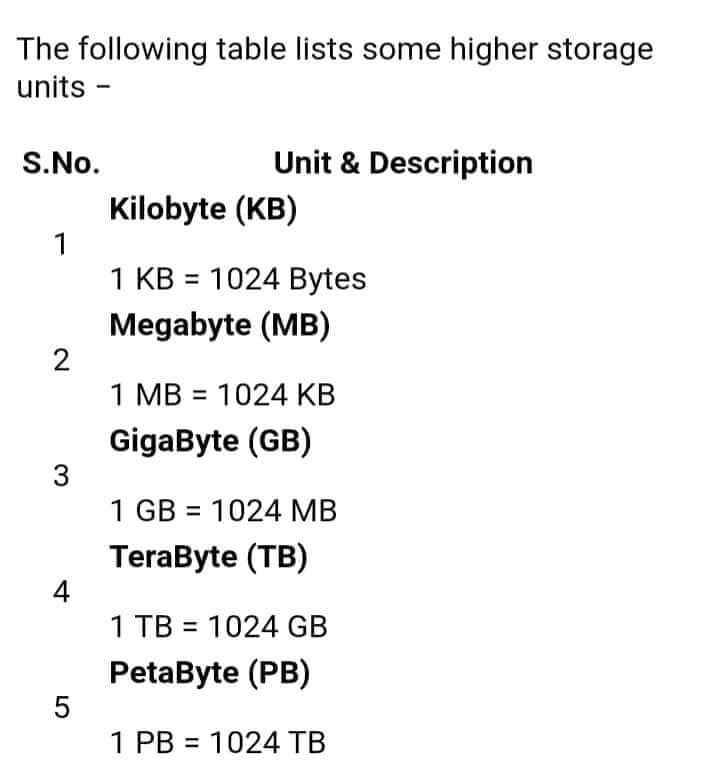 The following table lists some higher storage
units –
S.No. Unit & Description
Kilobyte (KB)
1
1 KB = 1024 Bytes
Megabyte (MB)
2
1 MB = 1024 KB
GigaByte (GB)
3
1 GB = 1024 MB
TeraByte (TB)
4
1 TB = 1024 GB
PetaByte (PB)
5
1 PB = 1024 TB